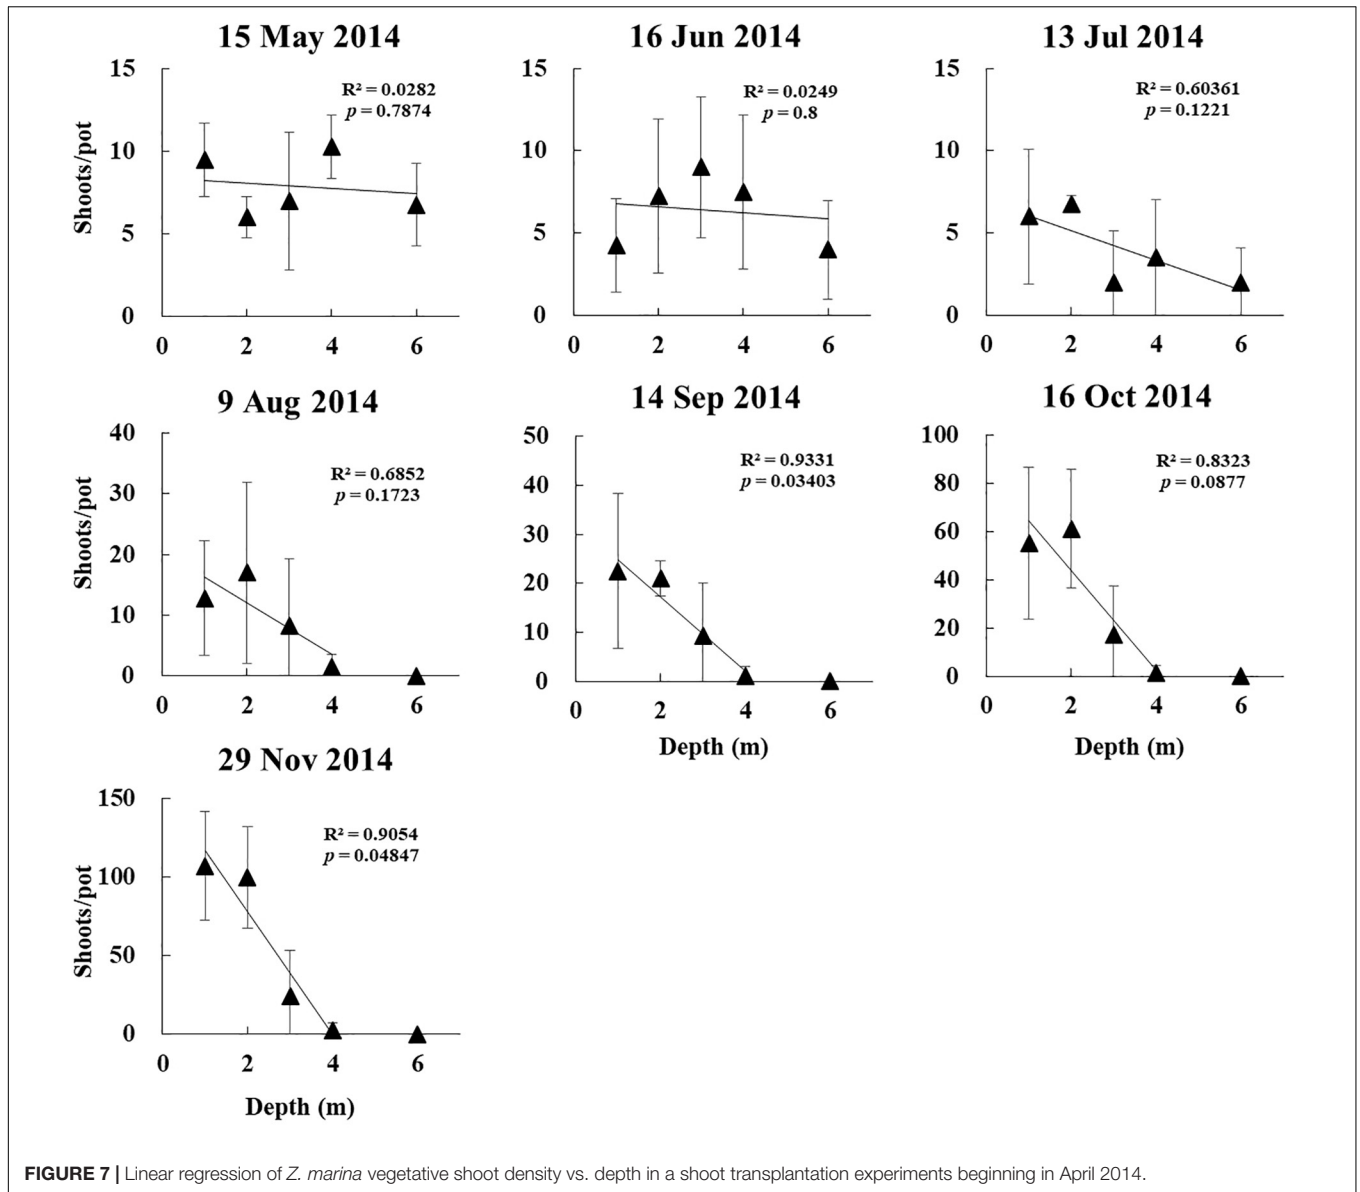 15 May 2014
R² = 0.0282
p = 0.7874
Shoots/pot
15
10
5
0
0 2 4 6
16 Jun 2014
R² = 0.0249
p = 0.8
15
10
5
0
0 2 4 6
13 Jul 2014
R² = 0.60361
p = 0.1221
15
10
5
0
0 2 4 6
9 Aug 2014
R² = 0.6852
p = 0.1723
Shoots/pot
40
30
20
10
0
0 2 4 6
14 Sep 2014
R² = 0.9331
p = 0.03403
50
40
30
20
10
0
0 2 4 6
Depth (m)
16 Oct 2014
R² = 0.8323
p = 0.0877
100
80
60
40
20
0
0 2 4 6
Depth (m)
29 Nov 2014
R² = 0.9054
p = 0.04847
Shoots/pot
150
100
50
0
0 2 4 6
Depth (m)
FIGURE 7 | Linear regression of Z. marina vegetative shoot density vs. depth in a shoot transplantation experiments beginning in April 2014.